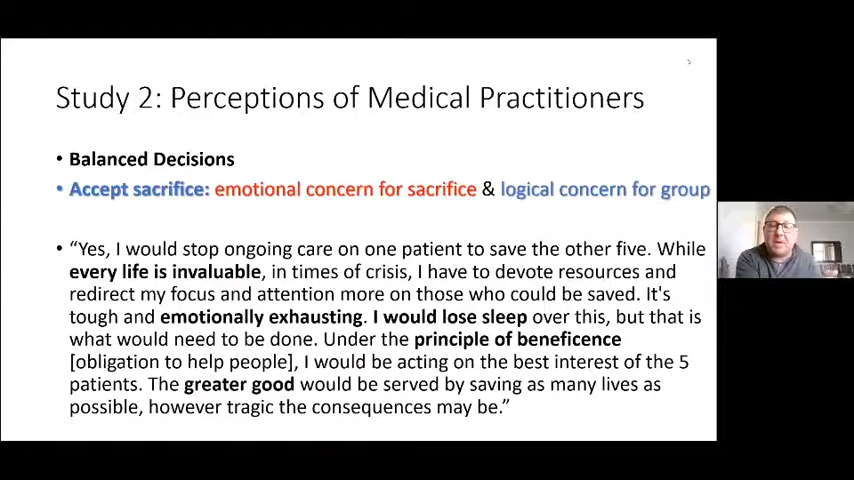 Study 2: Perceptions of Medical Practitioners
• Balanced Decisions
• Accept sacrifice: emotional concern for sacrifice & logical concern for group
• “Yes, I would stop ongoing care on one patient to save the other five. While
every life is invaluable, in times of crisis, I have to devote resources and
redirect my focus and attention more on those who could be saved. It's
tough and emotionally exhausting. I would lose sleep over this, but that is
what would need to be done. Under the principle of beneficence
[obligation to help people], I would be acting on the best interest of the 5
patients. The greater good would be served by saving as many lives as
possible, however tragic the consequences may be.”